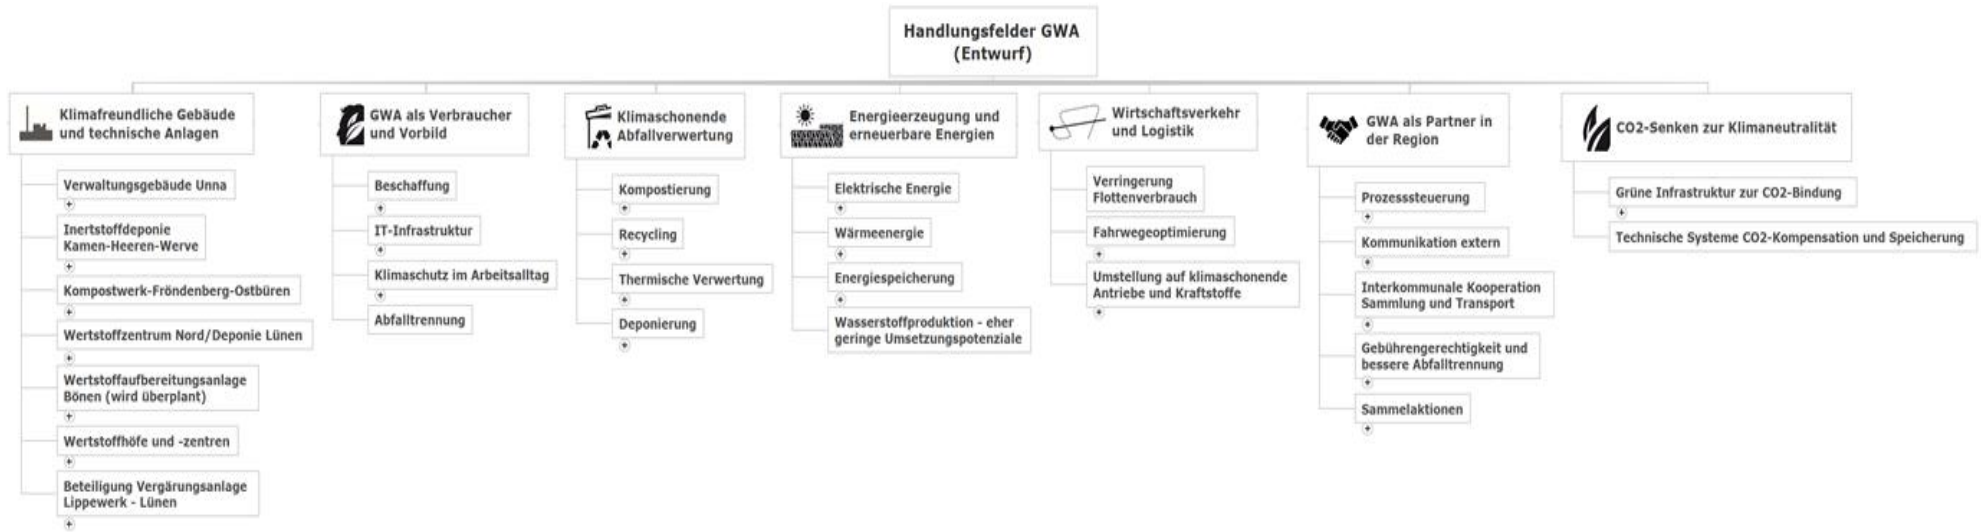 Handlungsfelder GWA
(Entwurf)
Klimafreundliche Gebäude
und technische Anlagen
Verwaltungsgebäude Unna
Inertstoffdeponie
Kamen-Heeren-Werve
Kompostwerk-Fröndenberg-Ostbüren
Wertstoffzentrum Nord/Deponie Lünen
Wertstoffaufbereitungsanlage
Bönen (wird überplant)
Wertstoffhöfe und -zentren
Beteiligung Vergärungsanlage
Lippewerk - Lünen
GWA als Verbraucher
und Vorbild
Beschaffung
IT-Infrastruktur
Klimaschutz im Arbeitsalltag
Abfalltrennung
Klimaschonende
Abfallverwertung
Kompostierung
Recycling
Thermische Verwertung
Deponierung
Energieerzeugung und
erneuerbare Energien
Elektrische Energie
Wärmeenergie
Energiespeicherung
Wasserstoffproduktion - eher
geringe Umsetzungspotenziale
Wirtschaftsverkehr
und Logistik
Verringerung
Flottenverbrauch
Fahrwegeoptimierung
Umstellung auf klimaschonende
Antriebe und Kraftstoffe
GWA als Partner in
der Region
Prozesssteuerung
Kommunikation extern
Interkommunale Kooperation
Sammlung und Transport
Gebührengerechtigkeit und
bessere Abfalltrennung
Sammelaktionen
CO2-Senken zur Klimaneutralität
Grüne Infrastruktur zur CO2-Bindung
Technische Systeme CO2-Kompensation und Speicherung